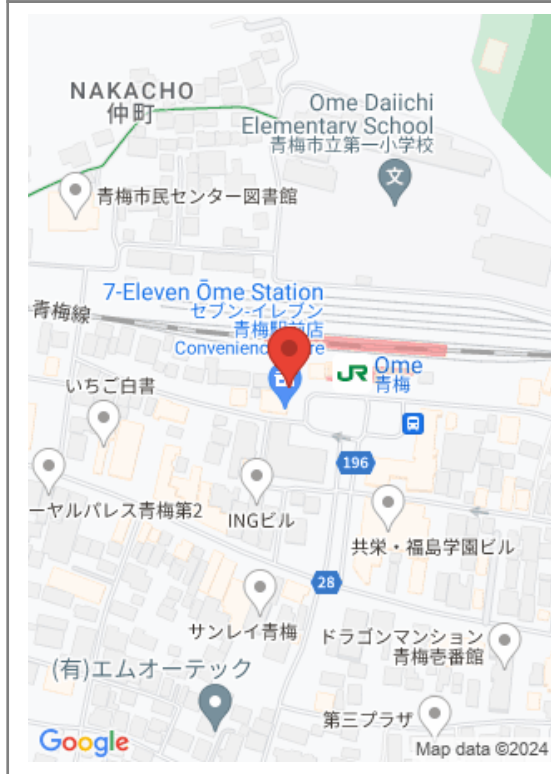 NAKACHO
仲町
Ome Daiichi
Elementary School
青梅市立第一小学校
文
青梅市民センター図書館
7-Eleven Ōme Station
セブン-イレブン
青梅駅前店
Convenience
青梅線
JR
Ome
青梅
いちご白書
196
ーヤルパレス青梅第2
INGビル
共栄・福島学園ビル
28
サンレイ青梅
ドラゴンマンション
青梅壱番館
(有)エムオーテック
第三プラザ
Google
Map data ©2024